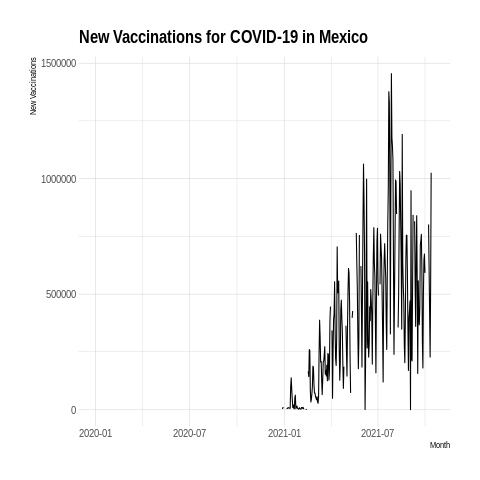 New Vaccinations for COVID-19 in Mexico
New Vaccinations
1500000
1000000
500000
0
2020-01 2020-07 2021-01 2021-07
Month